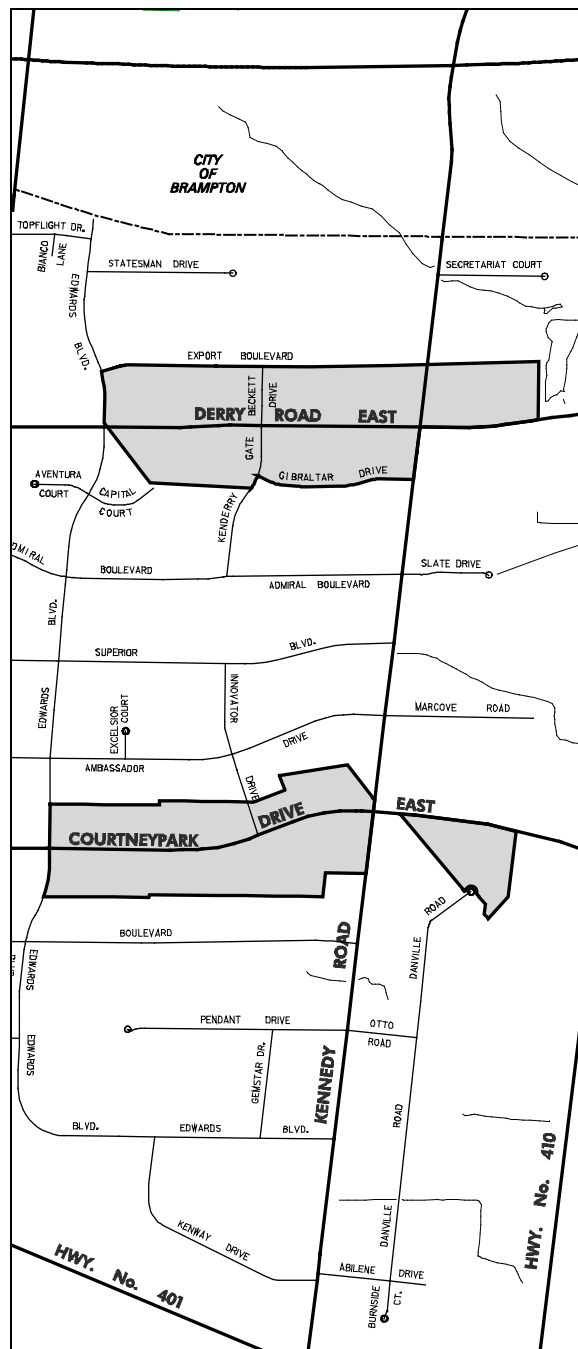 CITY
OF
BRAMPTON
TOPFLIGHT DR.
BIANCO
LANE
EDWARDS
BLVD.
STATESMAN DRIVE
SECRETARIAT COURT
EXPORT BOULEVARD
BECKETT
DRIVE
DERRY ROAD EAST
GATE
GIBRALTAR DRIVE
AVENTURA
COURT
CAPITAL
COURT
KENDERRY
BOULEVARD
ADMIRAL BOULEVARD
SLATE DRIVE
BLVD.
EDWARDS
SUPERIOR BLVD.
INNOVATOR
DRIVE
EXCELSIOR
COURT
MARCOVE ROAD
AMBASSADOR DRIVE
COURTNEYPARK DRIVE EAST
ROAD
DANVILLE
BOULEVARD
ROAD
KENNEDY
EDWARDS
EDWARDS
PENDANT DRIVE
OTTO
ROAD
GEMSTAR DR.
BLVD. EDWARDS BLVD.
ROAD
DANVILLE
KENWAY DRIVE
ABILENE DRIVE
BURNSIDE
CT.
HWY. No. 401
HWY. No. 410